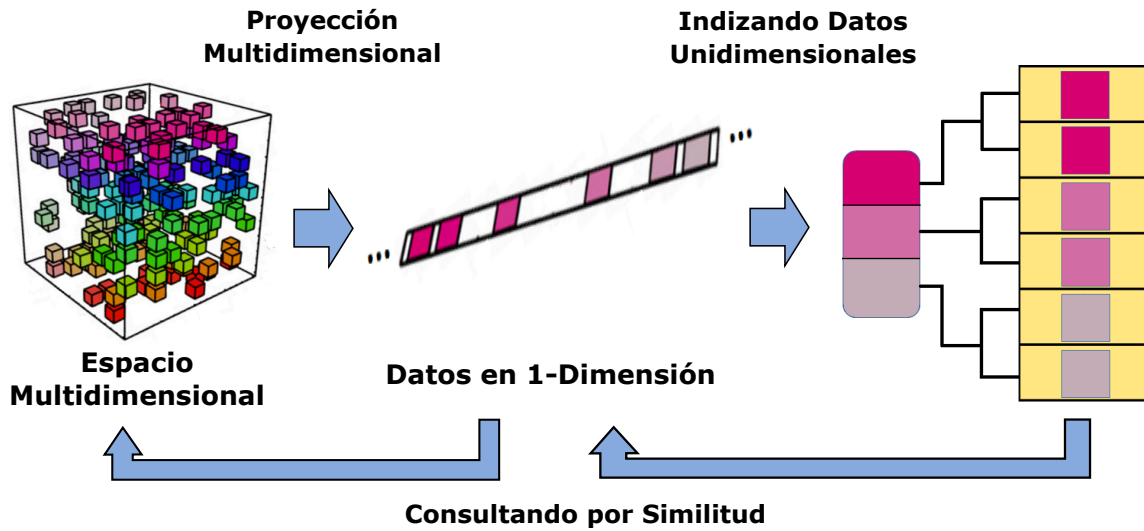 Proyección
Multidimensional
Indizando Datos
Unidimensionales
...
...
Espacio
Multidimensional
Datos en 1-Dimensión
Consultando por Similitud